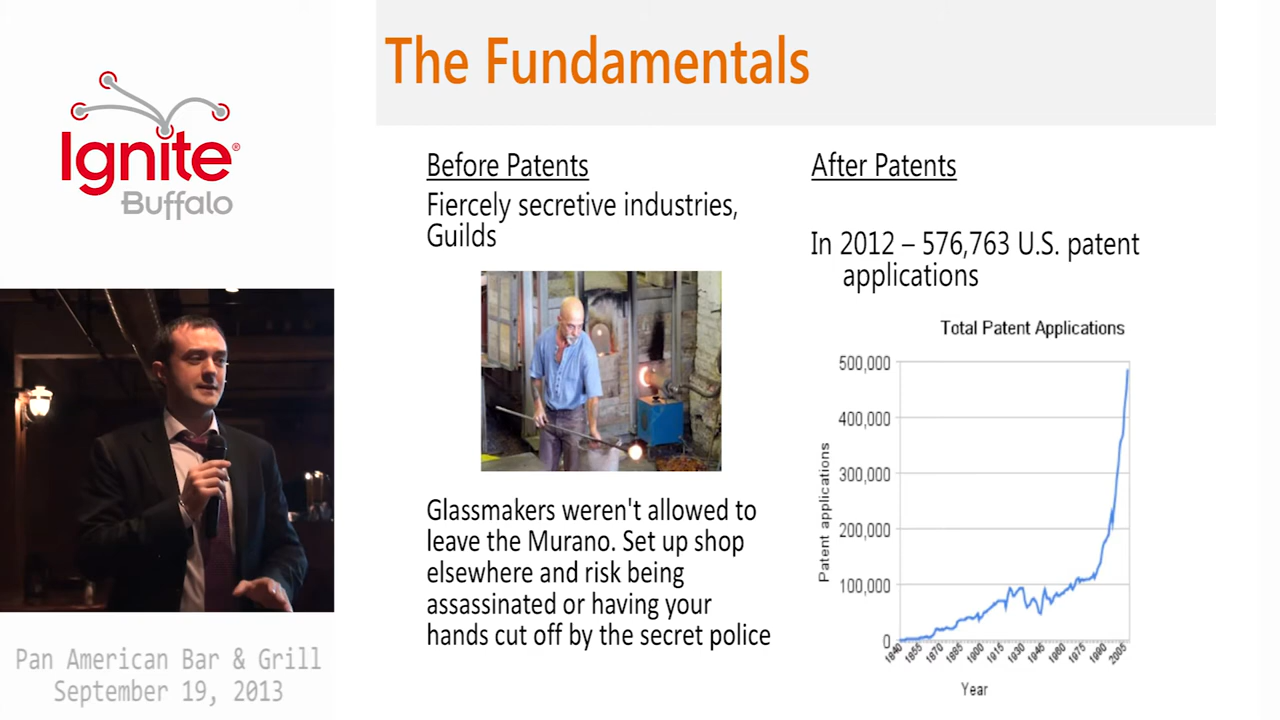 The Fundamentals
Ignite®
Buffalo
Before Patents
Fiercely secretive industries,
Guilds
Glassmakers weren't allowed to
leave the Murano. Set up shop
elsewhere and risk being
assassinated or having your
hands cut off by the secret police
After Patents
In 2012 – 576,763 U.S. patent
applications
Total Patent Applications
Patent applications
500,000
400,000
300,000
200,000
100,000
0
1840
1855
1870
1885
1900
1915
1930
1945
1960
1975
1990
2005
Year
Pan American Bar & Grill
September 19, 2013